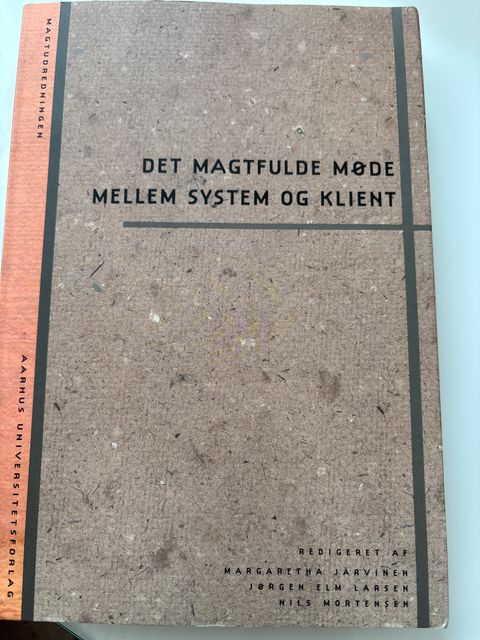 MAGTUDREDNINGEN
DET MAGTFULDE MØDE
MELLEM SYSTEM OG KLIENT
AARHUS UNIVERSITETSFORLAG
REDIGERET AF
MARGARETHA JÄRVINEN
JØRGEN ELM LARSEN
NILS MORTENSEN